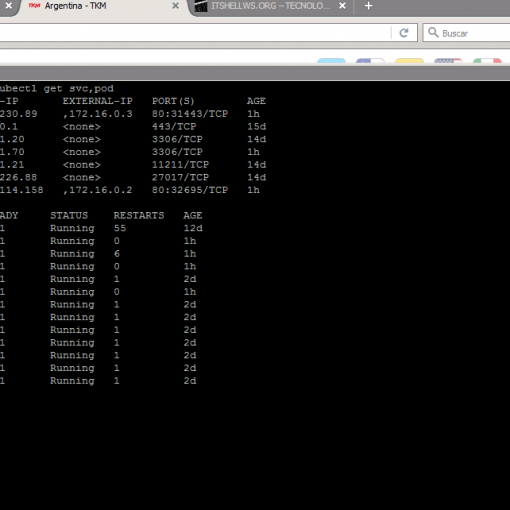 TKM Argentina - TKM
ITSHELLWS.ORG – TECNOLO...
Buscar
ubectl get svc,pod
-IP EXTERNAL-IP PORT(S) AGE
230.89 ,172.16.0.3 80:31443/TCP 1h
0.1 <none> 443/TCP 15d
1.20 <none> 3306/TCP 14d
1.70 <none> 3306/TCP 1h
1.21 <none> 11211/TCP 14d
226.88 <none> 27017/TCP 14d
114.158 ,172.16.0.2 80:32695/TCP 1h
ADY STATUS RESTARTS AGE
1 Running 55 12d
1 Running 0 1h
1 Running 6 1h
1 Running 0 1h
1 Running 1 2d
1 Running 0 1h
1 Running 1 2d
1 Running 1 2d
1 Running 1 2d
1 Running 1 2d
1 Running 1 2d
1 Running 1 2d
1 Running 1 2d